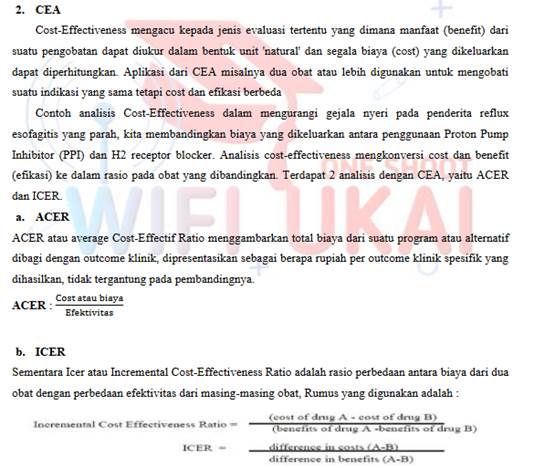 2. CEA
Cost-Effectiveness mengacu kepada jenis evaluasi tertentu yang dimana manfaat (benefit) dari
suatu pengobatan dapat diukur dalam bentuk unit 'natural' dan segala biaya (cost) yang dikeluarkan
dapat diperhitungkan. Aplikasi dari CEA misalnya dua obat atau lebih digunakan untuk mengobati
suatu indikasi yang sama tetapi cost dan efikasi berbeda
Contoh analisis Cost-Effectiveness dalam mengurangi gejala nyeri pada penderita reflux
esofagitis yang parah, kita membandingkan biaya yang dikeluarkan antara penggunaan Proton Pump
Inhibitor (PPI) dan H2 receptor blocker. Analisis cost-effectiveness mengkonversi cost dan benefit
(efikasi) ke dalam rasio pada obat yang dibandingkan. Terdapat 2 analisis dengan CEA, yaitu ACER
dan ICER.
ONE SHOOT
WIFI UKAI
a. ACER
ACER atau average Cost-Effectif Ratio menggambarkan total biaya dari suatu program atau alternatif
dibagi dengan outcome klinik, dipresentasikan sebagai berapa rupiah per outcome klinik spesifik yang
dihasilkan, tidak tergantung pada pembandingnya.
ACER : Cost atau biaya
Efektivitas
b. ICER
Sementara Icer atau Incremental Cost-Effectiveness Ratio adalah rasio perbedaan antara biaya dari dua
obat dengan perbedaan efektivitas dari masing-masing obat, Rumus yang digunakan adalah :
Incremental Cost Effectiveness Ratio = (cost of drug A - cost of drug B)
(benefits of drug A -benefits of drug B)
ICER = difference in costs (A-B)
difference in benefits (A-B)